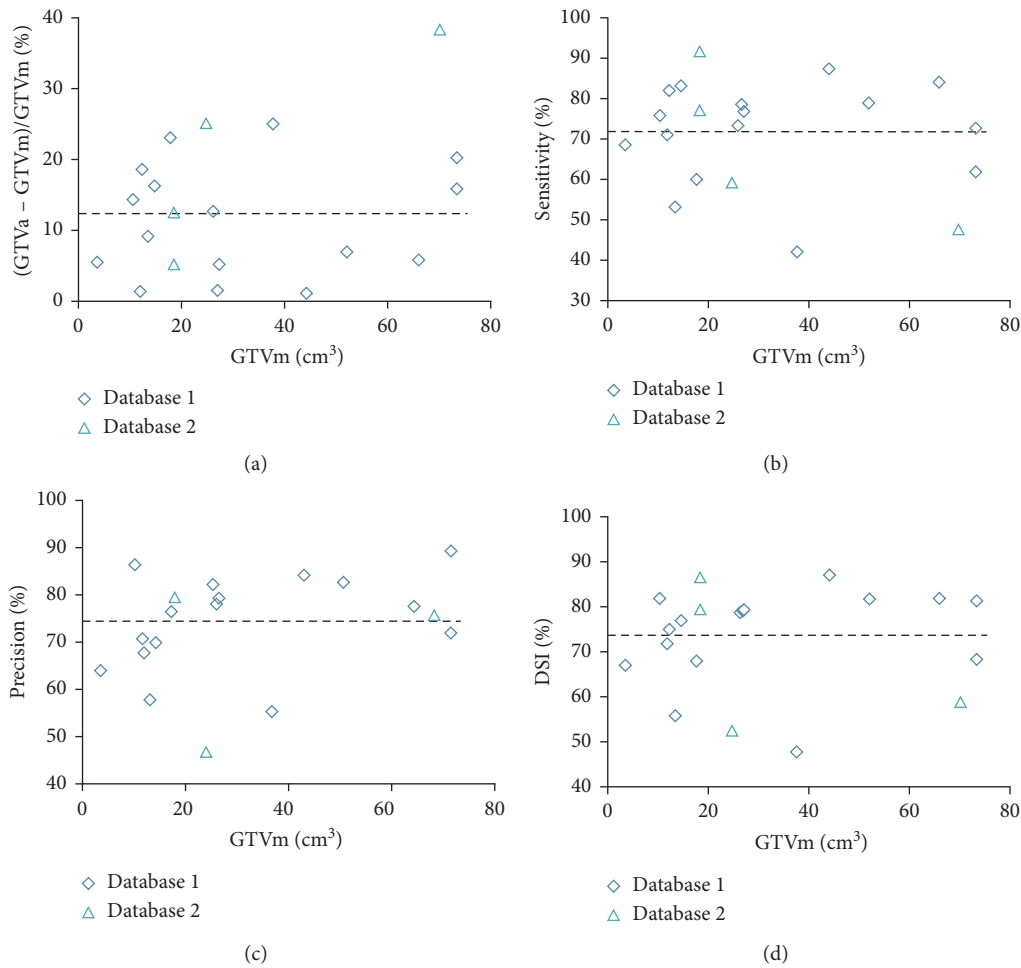 40
30
20
10
0
(GTVa – GTVm)/GTVm (%)
0 20 40 60 80
GTVm (cm³)
Database 1
Database 2
(a)
100
90
80
70
60
50
40
30
Sensitivity (%)
0 20 40 60 80
GTVm (cm³)
Database 1
Database 2
(b)
100
90
80
70
60
50
40
Precision (%)
0 20 40 60 80
GTVm (cm³)
Database 1
Database 2
(c)
100
90
80
70
60
50
40
DSI (%)
0 20 40 60 80
GTVm (cm³)
Database 1
Database 2
(d)